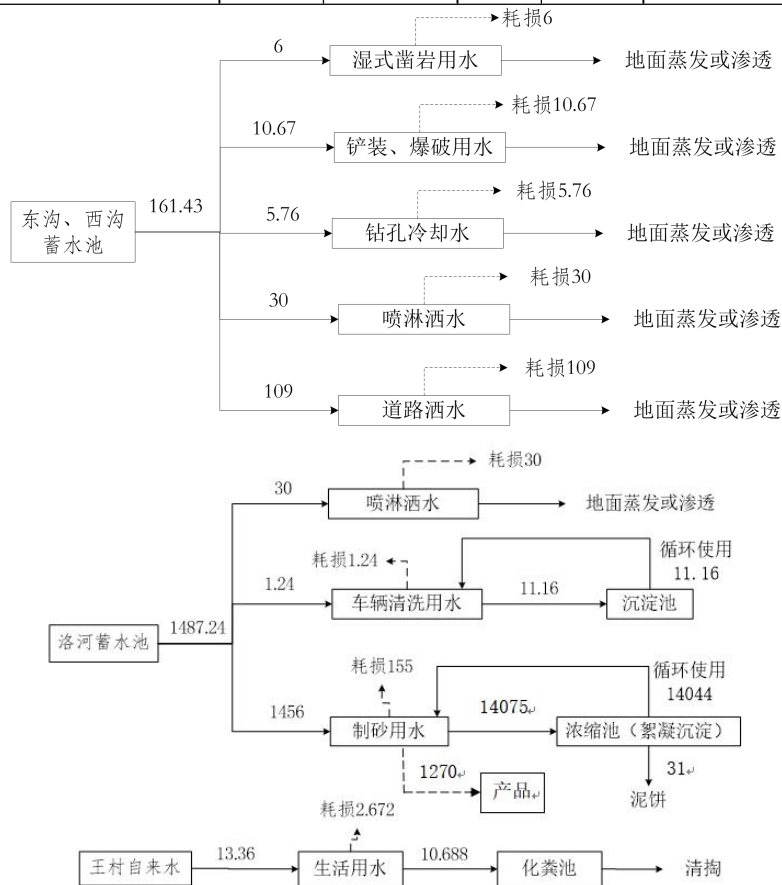 耗损6
6
湿式凿岩用水
地面蒸发或渗透
耗损10.67
10.67
铲装、爆破用水
地面蒸发或渗透
东沟、西沟
蓄水池
161.43
耗损5.76
5.76
钻孔冷却水
地面蒸发或渗透
耗损30
30
喷淋洒水
地面蒸发或渗透
耗损109
109
道路洒水
地面蒸发或渗透
耗损30
30
喷淋洒水
地面蒸发或渗透
循环使用
11.16
耗损1.24
1.24
车辆清洗用水
11.16
沉淀池
洛河蓄水池
1487.24
耗损155
循环使用
14044
1456
制砂用水
14075
浓缩池（絮凝沉淀）
1270
产品
31
泥饼
耗损2.672
王村自来水
13.36
生活用水
10.688
化粪池
清掏